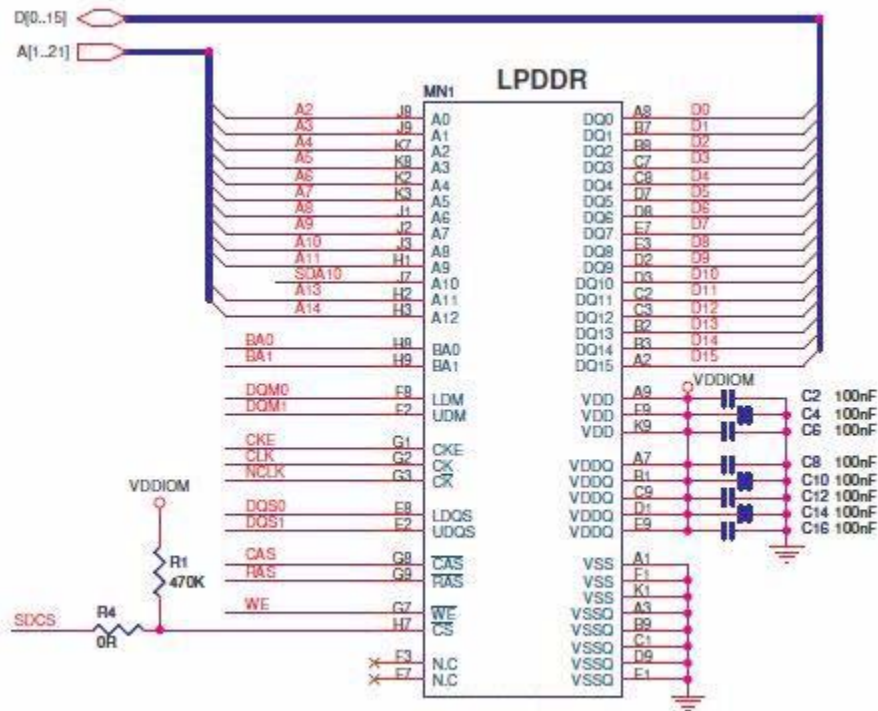 D[0..15]
A[1..21]
LPDDR
MN1
A2 J8 A0 DQ0 A8 D0
A3 J9 A1 DQ1 B7 D1
A4 K7 A2 DQ2 B8 D2
A5 K8 A3 DQ3 C7 D3
A6 K2 A4 DQ4 C8 D4
A7 K3 A5 DQ5 D7 D5
A8 J1 A6 DQ6 D8 D6
A9 J2 A7 DQ7 E7 D7
A10 J3 A8 DQ8 E3 D8
A11 H1 A9 DQ9 D2 D9
SDA10 J7 A10 DQ10 D3 D10
A13 H2 A11 DQ11 C2 D11
A14 H3 A12 DQ12 C3 D12
DQ13 B2 D13
BA0 H8 BA0 DQ14 B3 D14
BA1 H9 BA1 DQ15 A2 D15
VDDIOM
DQM0 F8 LDM VDD A9 C2 100nF
DQM1 F2 UDM VDD F9 C4 100nF
VDD K9 C6 100nF
CKE G1 CKE
CLK G2 CK VDDQ A7 C8 100nF
NCLK G3 CK VDDQ B1 C10 100nF
VDDIOM
VDDQ C9 C12 100nF
DQS0 E8 LDQS VDDQ D1 C14 100nF
DQS1 E2 UDQS VDDQ E9 C16 100nF
CAS G8 CAS VSS A1
R1
RAS G9 RAS VSS F1
470K
VSS K1
WE G7 WE VSSQ A3
R4
SDCS H7 CS VSSQ B9
0R
VSSQ C1
F3 N.C VSSQ D9
F7 N.C VSSQ E1